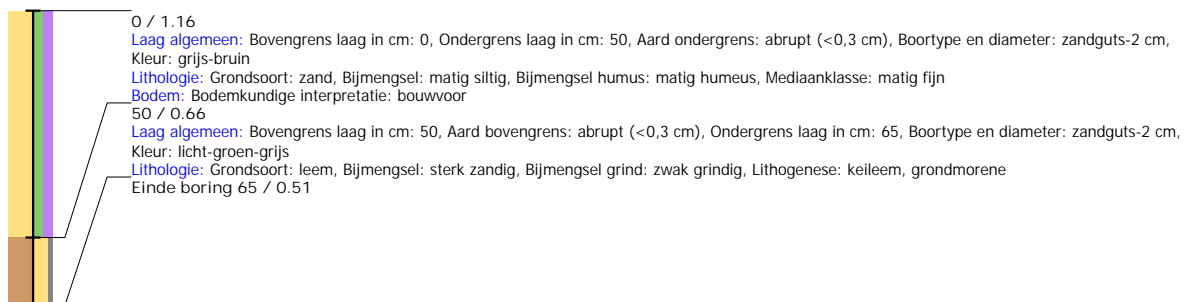 0 / 1.16
Laag algemeen: Bovengrens laag in cm: 0, Ondergrens laag in cm: 50, Aard ondergrens: abrupt (<0,3 cm), Boortype en diameter: zandguts-2 cm,
Kleur: grijs-bruin
Lithologie: Grondsoort: zand, Bijmengsel: matig siltig, Bijmengsel humus: matig humeus, Mediaanklasse: matig fijn
Bodem: Bodemkundige interpretatie: bouwvoor
50 / 0.66
Laag algemeen: Bovengrens laag in cm: 50, Aard bovengrens: abrupt (<0,3 cm), Ondergrens laag in cm: 65, Boortype en diameter: zandguts-2 cm,
Kleur: licht-groen-grijs
Lithologie: Grondsoort: leem, Bijmengsel: sterk zandig, Bijmengsel grind: zwak grindig, Lithogenese: keileem, grondmorene
Einde boring 65 / 0.51